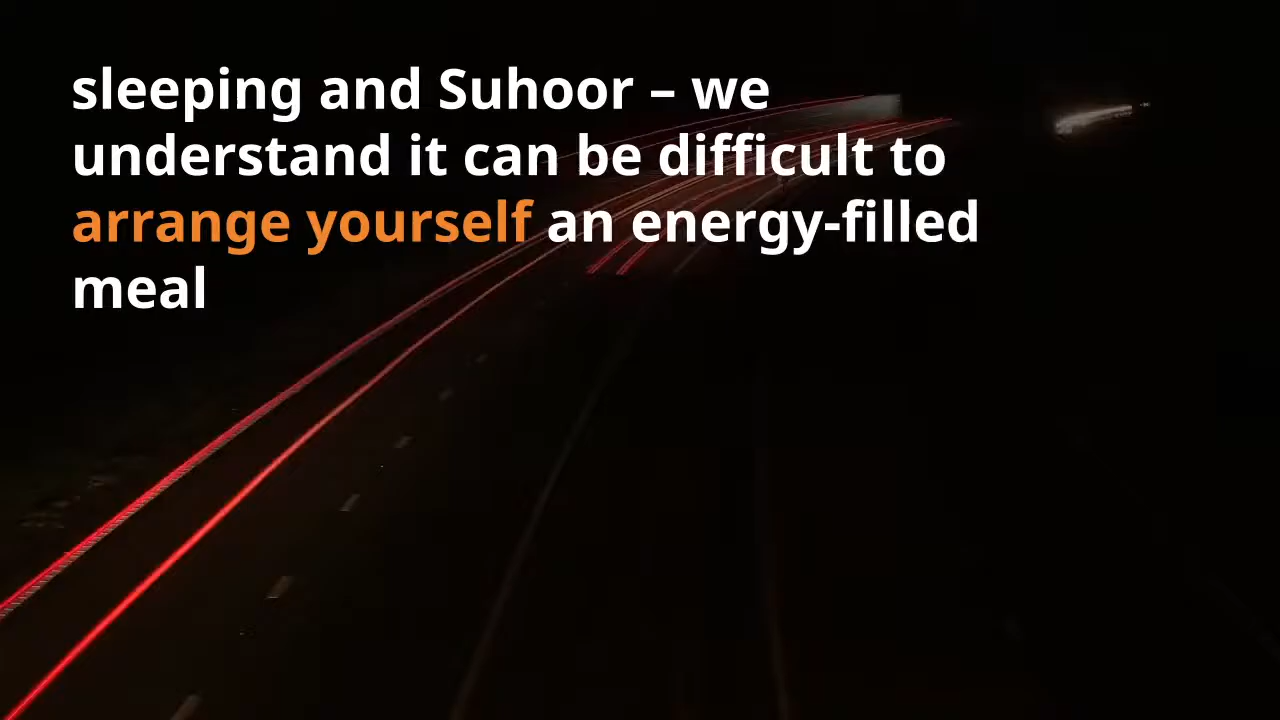 sleeping and Suhoor – we
understand it can be difficult to
arrange yourself an energy-filled
meal